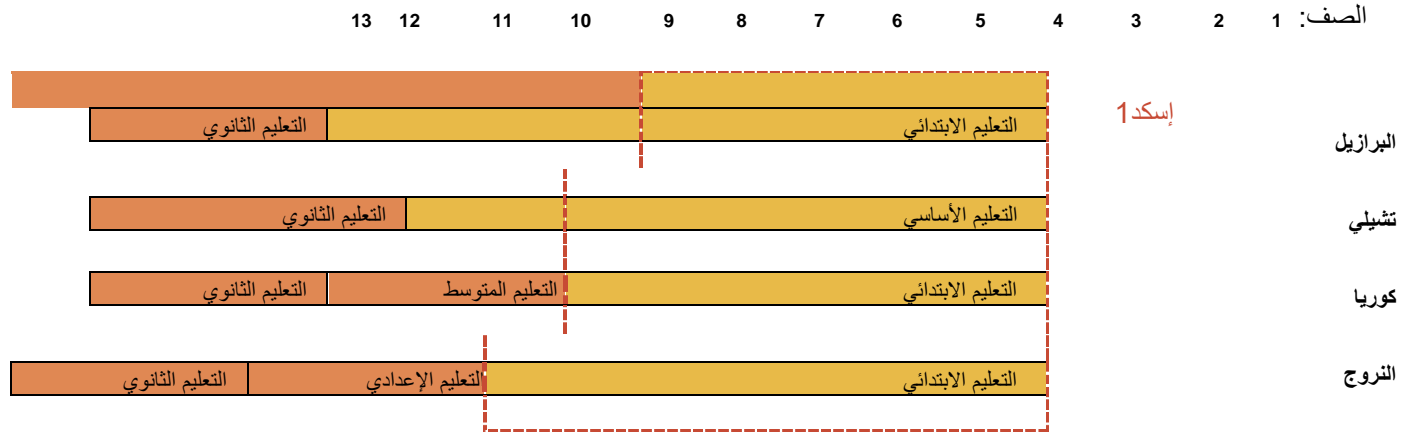 الصف: 1 2 3 4 5 6 7 8 9 10 11 12 13
إسكد1
البرازيل التعليم الابتدائي التعليم الثانوي
تشيلي التعليم الأساسي التعليم الثانوي
كوريا التعليم الابتدائي التعليم المتوسط التعليم الثانوي
النروج التعليم الابتدائي التعليم الإعدادي التعليم الثانوي